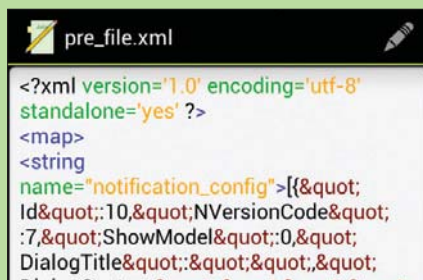 pre_file.xml
<?xml version='1.0' encoding='utf-8'
standalone='yes' ?>
<map>
<string
name="notification_config">[{&quot;
Id&quot;:10,&quot;NVersionCode&quot;
:7,&quot;ShowModel&quot;:0,&quot;
DialogTitle&quot;:&quot;&quot;,&quot;